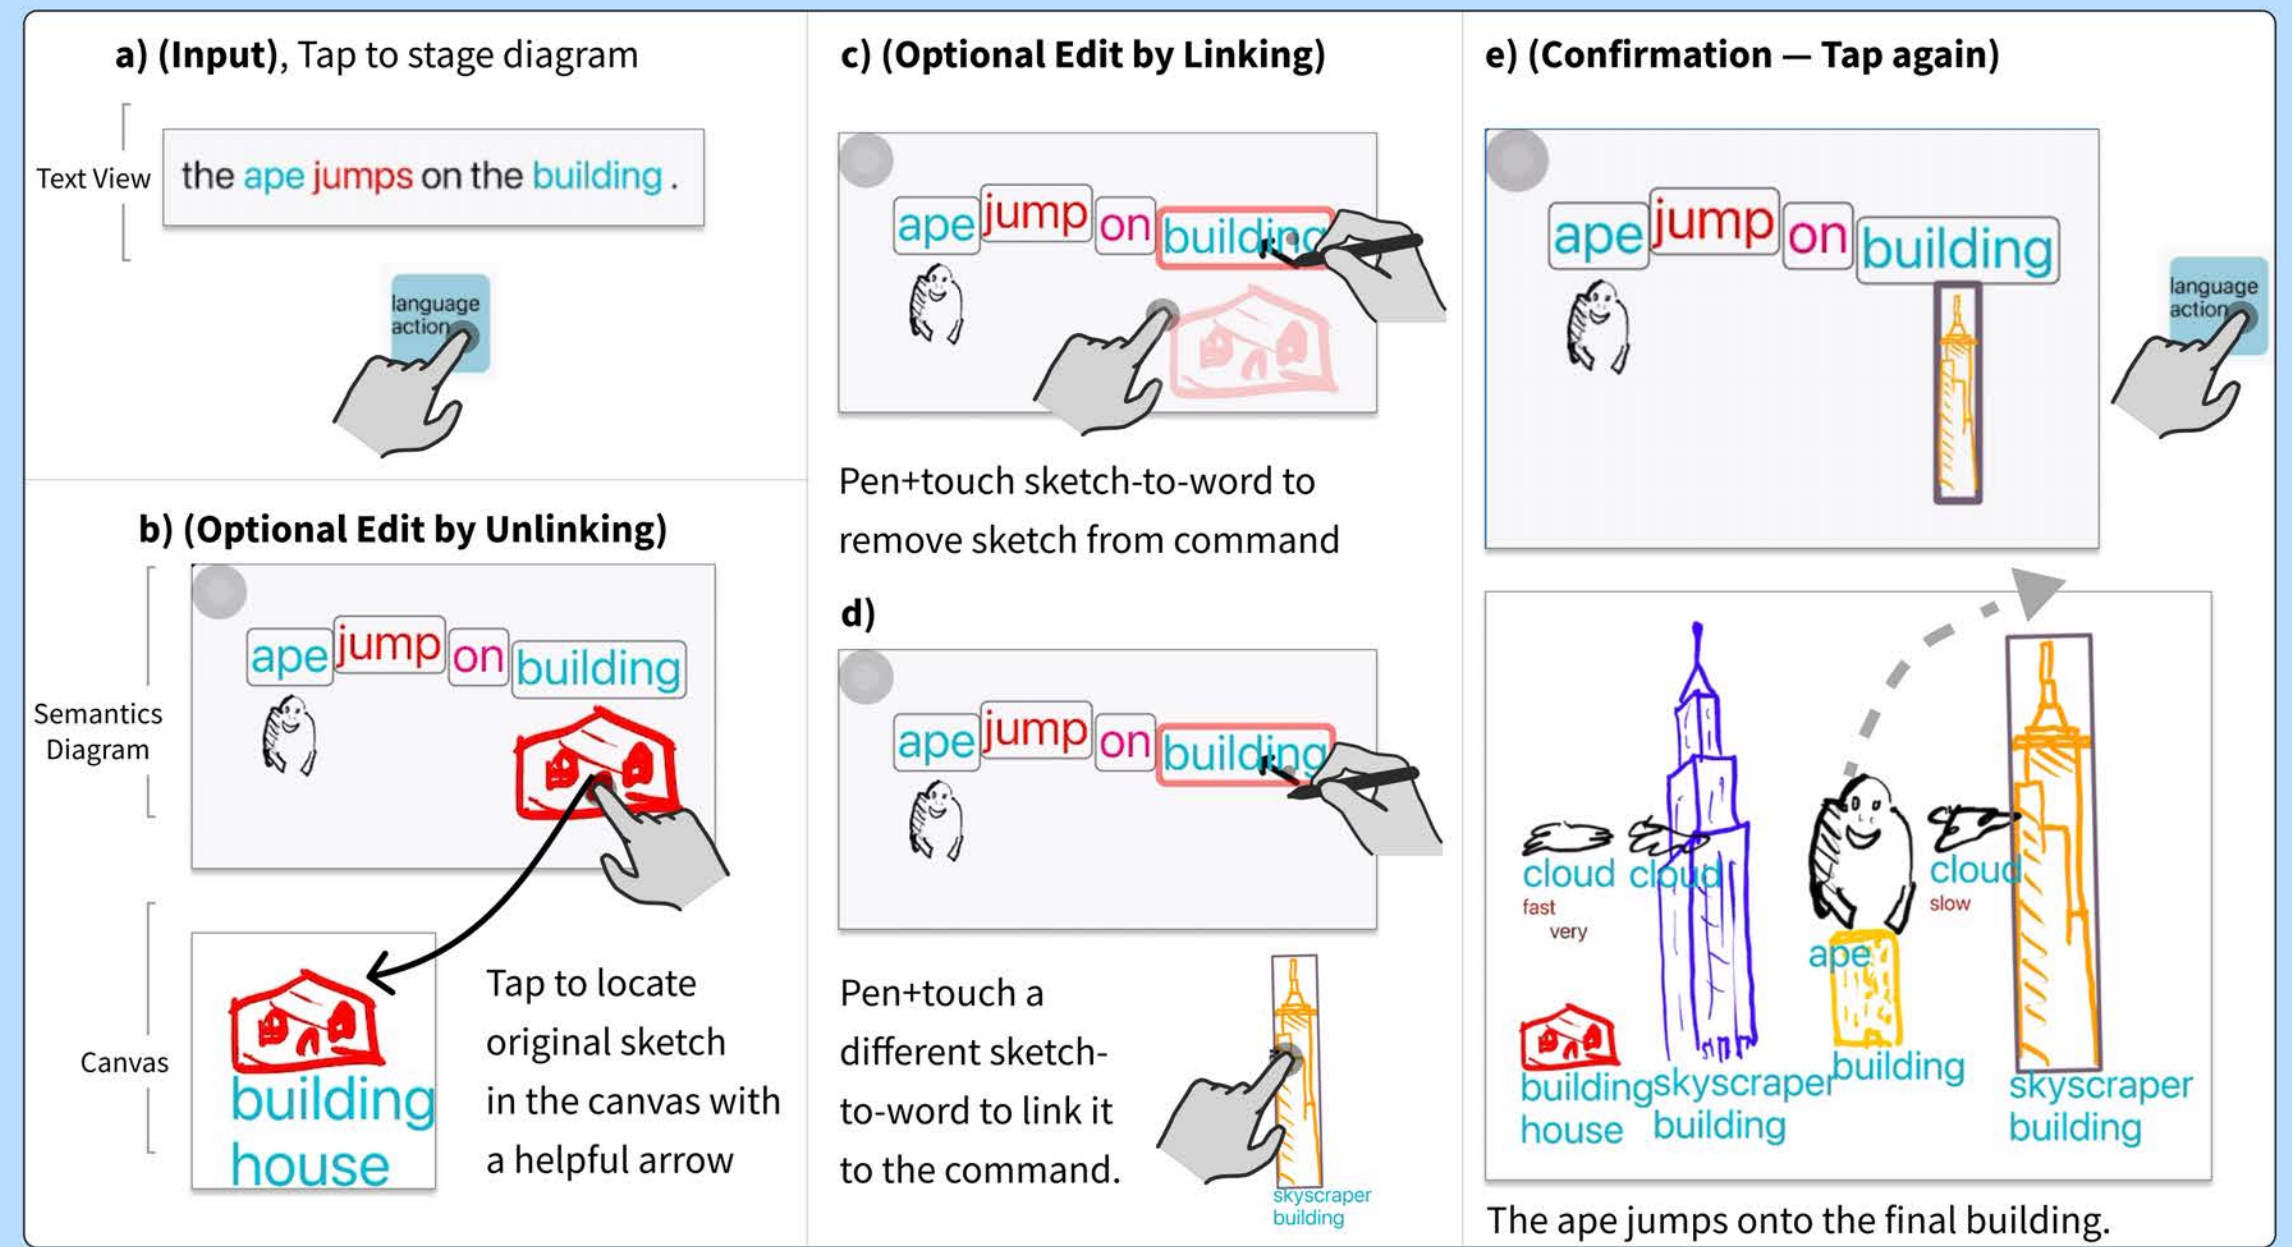 a) (Input), Tap to stage diagram
Text View
the ape jumps on the building .
language
action
b) (Optional Edit by Unlinking)
Semantics
Diagram
ape jump on building
Canvas
building
house
Tap to locate
original sketch
in the canvas with
a helpful arrow
c) (Optional Edit by Linking)
ape jump on building
Pen+touch sketch-to-word to
remove sketch from command
d)
ape jump on building
Pen+touch a
different sketch-
to-word to link it
to the command.
skyscraper
building
e) (Confirmation — Tap again)
ape jump on building
language
action
cloud
fast
very
cloud
cloud
slow
ape
building
house
skyscraper
building
building
skyscraper
building
The ape jumps onto the final building.